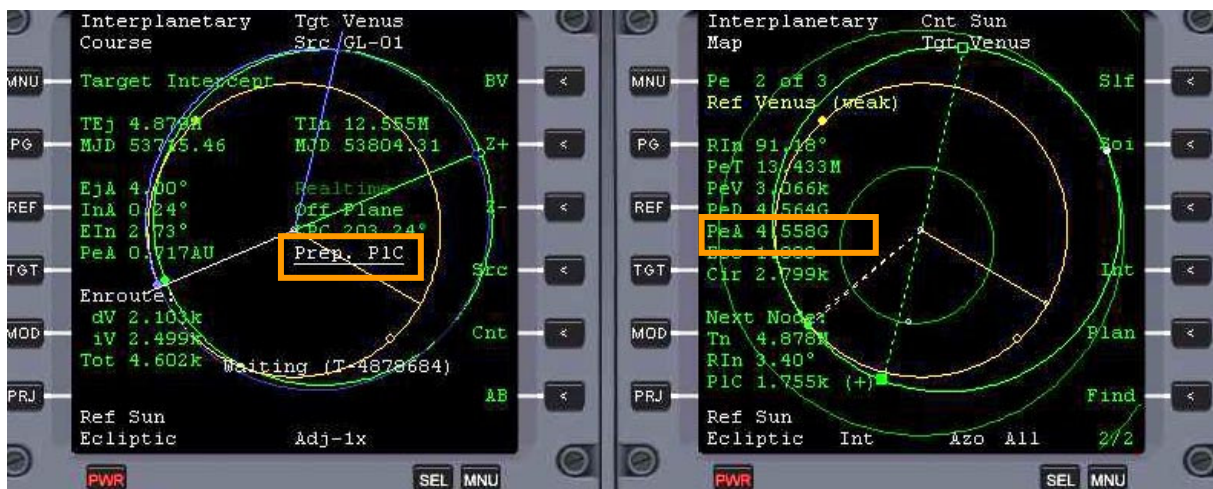 Interplanetary Tgt Venus
Course Src GL-01
Target Intercept
TEj 4.879M TIn 12.555M
MJD 53715.46 MJD 53804.31
EjA 4.00° Realtime
InA 0.24° Off Plane
EIn 2.73° 203.24°
PeA 0.717AU Prep. PlC
Enroute:
dV 2.103k
iV 2.499k
Tot 4.602k
Waiting (T-4878684)
Ref Sun
Ecliptic Adj-1x
MNU
PG
REF
TGT
MOD
PRJ
BV <
Z+ <
Z- <
Src <
Cnt <
AB <
PWR SEL MNU
Interplanetary Cnt Sun
Map Tgt Venus
Pe 2 of 3
Ref Venus (weak)
RIn 91.18°
PeT 13.433M
PeV 3.066k
PeD 4.564G
PeA 4.558G
Cir 2.799k
Next Node:
Tn 4.878M
RIn 3.40°
PlC 1.755k (+)
Ref Sun
Ecliptic Int Azo All 2/2
MNU
PG
REF
TGT
MOD
PRJ
Slf <
Soi <
<
Int <
Plan <
Find <
PWR SEL MNU